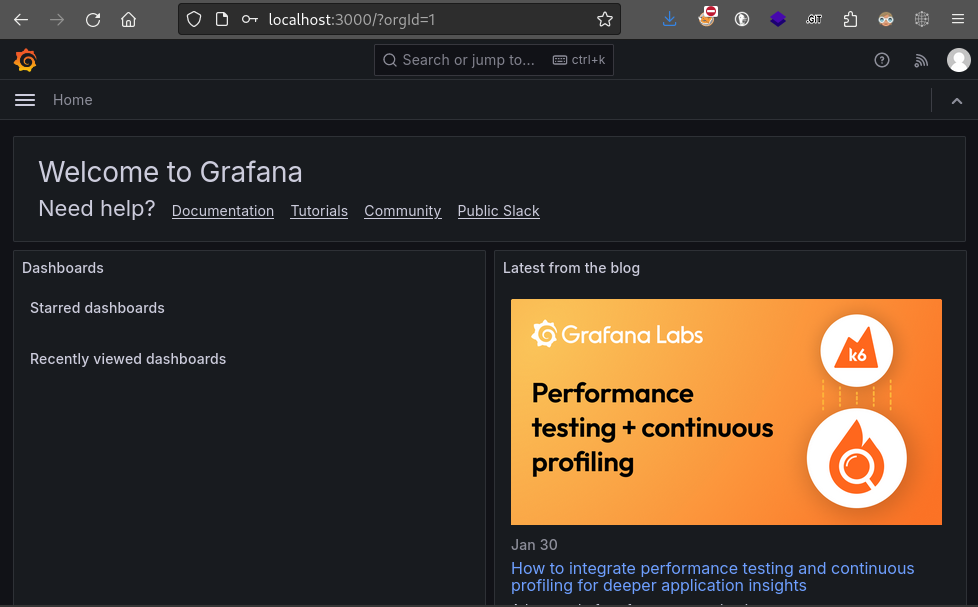 localhost:3000/?orgId=1
.GIT
Search or jump to... ctrl+k
Home
Welcome to Grafana
Need help? Documentation Tutorials Community Public Slack
Dashboards
Starred dashboards
Recently viewed dashboards
Latest from the blog
Grafana Labs
k6
Performance
testing + continuous
profiling
Jan 30
How to integrate performance testing and continuous
profiling for deeper application insights